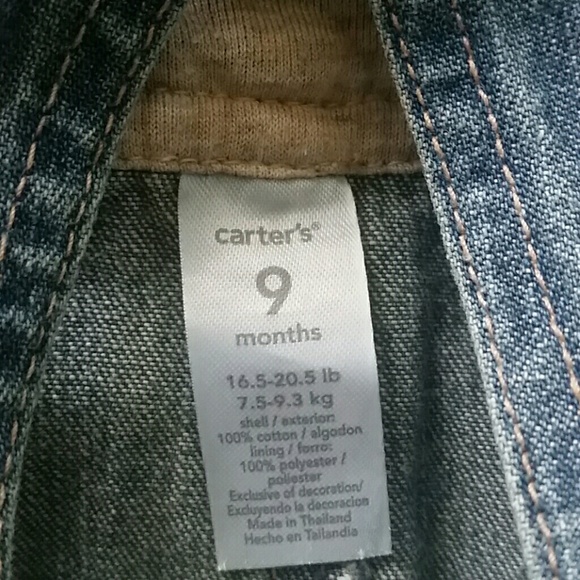 carter's®
9
months
16.5-20.5 lb
7.5-9.3 kg
shell / exterior:
100% cotton / algodon
lining / forro:
100% polyester /
poliester
Exclusive of decoration/
Excluyendo la decoracion
Made in Thailand
Hecho en Tailandia